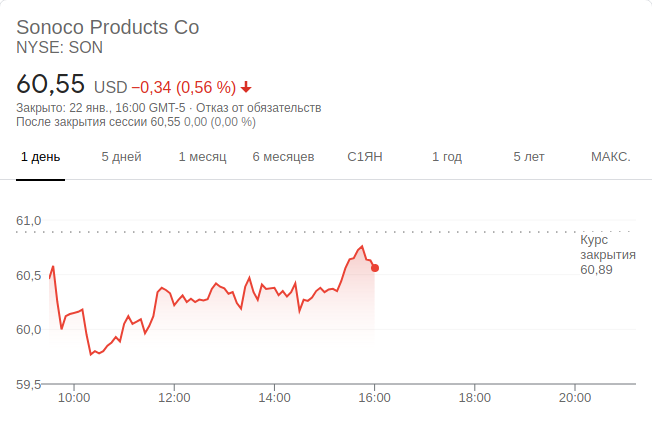 Sonoco Products Co
NYSE: SON
60,55 USD −0,34 (0,56 %)
Закрыто: 22 янв., 16:00 GMT-5 · Отказ от обязательств
После закрытия сессии 60,55 0,00 (0,00 %)
1 день 5 дней 1 месяц 6 месяцев С1ЯН 1 год 5 лет МАКС.
61,0
Курс
закрытия
60,89
60,5
60,0
59,5
10:00 12:00 14:00 16:00 18:00 20:00